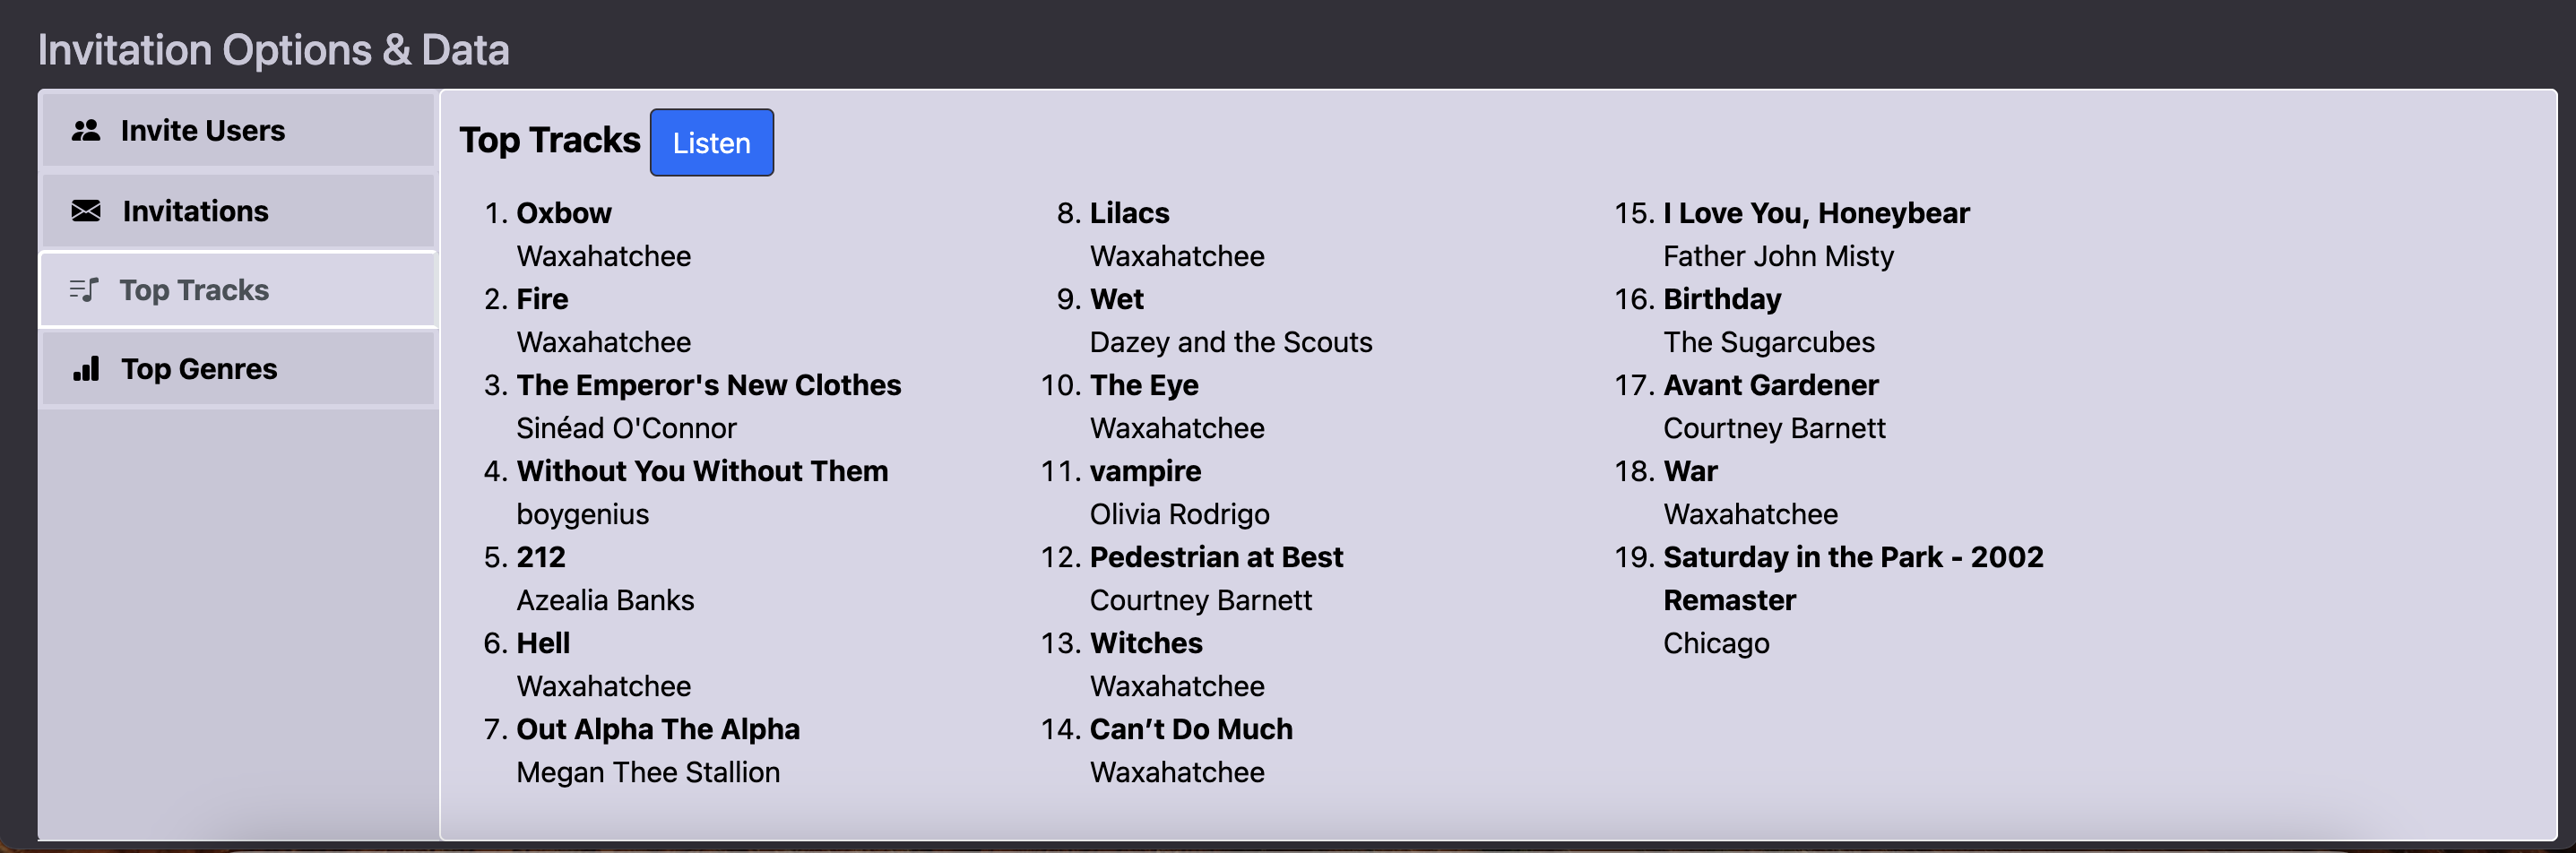 Invitation Options & Data
Invite Users
Invitations
Top Tracks
Top Genres
Top Tracks
Listen
1. Oxbow
Waxahatchee
2. Fire
Waxahatchee
3. The Emperor's New Clothes
Sinéad O'Connor
4. Without You Without Them
boygenius
5. 212
Azealia Banks
6. Hell
Waxahatchee
7. Out Alpha The Alpha
Megan Thee Stallion
8. Lilacs
Waxahatchee
9. Wet
Dazey and the Scouts
10. The Eye
Waxahatchee
11. vampire
Olivia Rodrigo
12. Pedestrian at Best
Courtney Barnett
13. Witches
Waxahatchee
14. Can’t Do Much
Waxahatchee
15. I Love You, Honeybear
Father John Misty
16. Birthday
The Sugarcubes
17. Avant Gardener
Courtney Barnett
18. War
Waxahatchee
19. Saturday in the Park - 2002
Remaster
Chicago